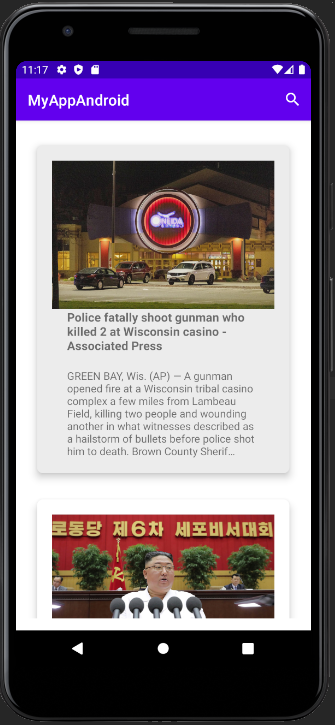 11:17
MyAppAndroid
ONEIDA
Police fatally shoot gunman who
killed 2 at Wisconsin casino -
Associated Press
GREEN BAY, Wis. (AP) — A gunman
opened fire at a Wisconsin tribal casino
complex a few miles from Lambeau
Field, killing two people and wounding
another in what witnesses described as
a hailstorm of bullets before police shot
him to death. Brown County Sherif…
로동당 제6차 세포비서대회